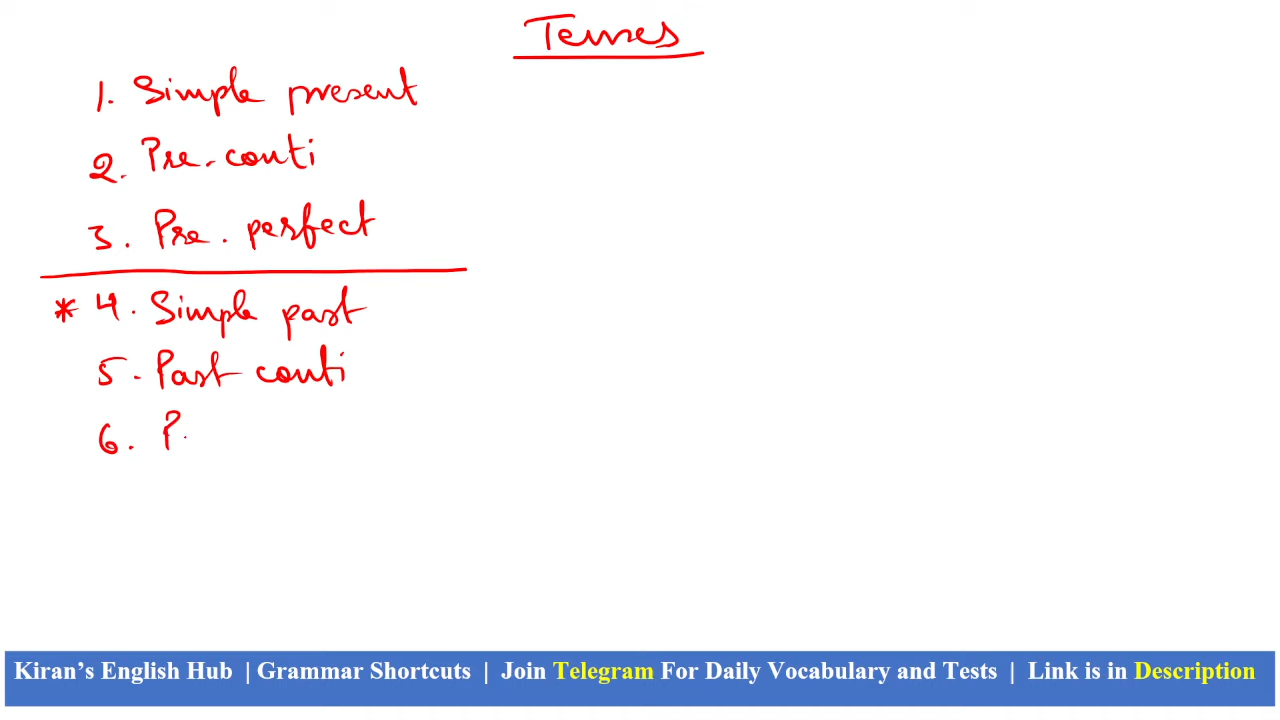 Tenses
1. Simple present
2. Pre. conti
3. Pre. perfect
* 4. Simple past
5. Past conti
6. P
Kiran's English Hub | Grammar Shortcuts | Join Telegram For Daily Vocabulary and Tests | Link is in Description